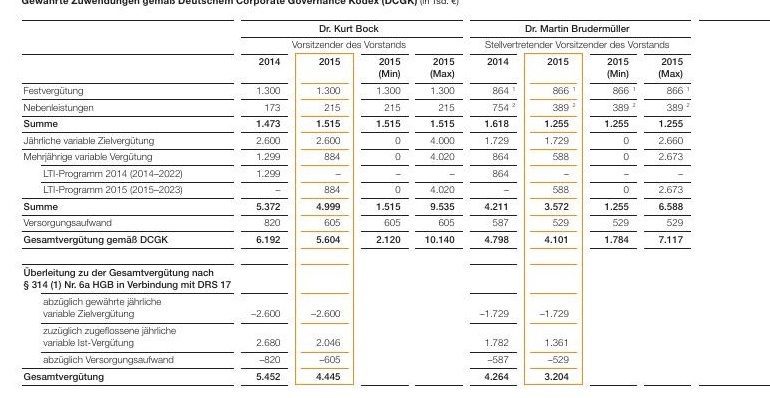 Gewährte Zuwendungen gemäß Deutschem Corporate Governance Kodex (DCGK) (in Tsd. €)
Dr. Kurt Bock Dr. Martin Brudermüller
Vorsitzender des Vorstands Stellvertretender Vorsitzender des Vorstands
2014 2015 2015 (Min) 2015 (Max) 2014 2015 2015 (Min) 2015 (Max)
Festvergütung 1.300 1.300 1.300 1.300 864 ¹ 866 ¹ 866 ¹ 866 ¹
Nebenleistungen 173 215 215 215 754 ² 389 ² 389 ² 389 ²
Summe 1.473 1.515 1.515 1.515 1.618 1.255 1.255 1.255
Jährliche variable Zielvergütung 2.600 2.600 0 4.000 1.729 1.729 0 2.660
Mehrjährige variable Vergütung 1.299 884 0 4.020 864 588 0 2.673
LTI-Programm 2014 (2014–2022) 1.299 – – – 864 – – –
LTI-Programm 2015 (2015–2023) – 884 0 4.020 – 588 0 2.673
Summe 5.372 4.999 1.515 9.535 4.211 3.572 1.255 6.588
Versorgungsaufwand 820 605 605 605 587 529 529 529
Gesamtvergütung gemäß DCGK 6.192 5.604 2.120 10.140 4.798 4.101 1.784 7.117
Überleitung zu der Gesamtvergütung nach
§ 314 (1) Nr. 6a HGB in Verbindung mit DRS 17
abzüglich gewährte jährliche
variable Zielvergütung –2.600 –2.600 –1.729 –1.729
zuzüglich zugeflossene jährliche
variable Ist-Vergütung 2.680 2.046 1.782 1.361
abzüglich Versorgungsaufwand –820 –605 –587 –529
Gesamtvergütung 5.452 4.445 4.264 3.204